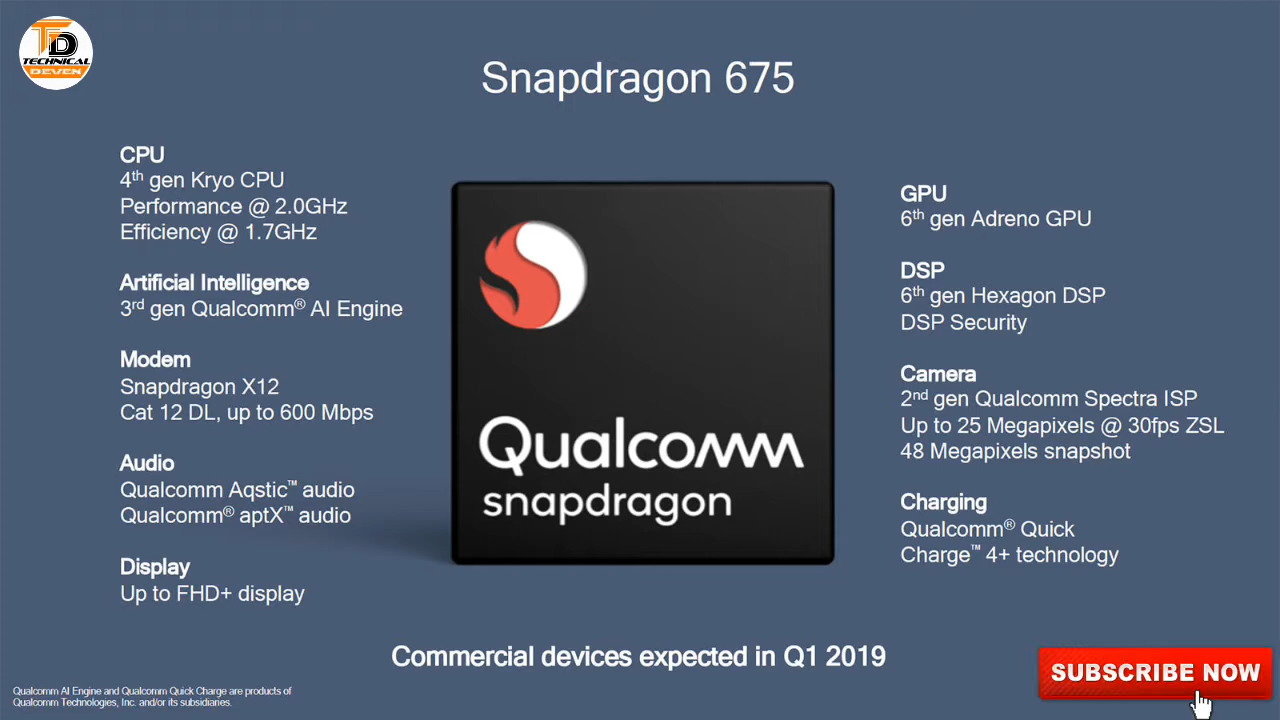 TD
TECHNICAL
DEVEN
Snapdragon 675
CPU
4th gen Kryo CPU
Performance @ 2.0GHz
Efficiency @ 1.7GHz
Artificial Intelligence
3rd gen Qualcomm® AI Engine
Modem
Snapdragon X12
Cat 12 DL, up to 600 Mbps
Audio
Qualcomm Aqstic™ audio
Qualcomm® aptX™ audio
Display
Up to FHD+ display
Qualcomm
snapdragon
GPU
6th gen Adreno GPU
DSP
6th gen Hexagon DSP
DSP Security
Camera
2nd gen Qualcomm Spectra ISP
Up to 25 Megapixels @ 30fps ZSL
48 Megapixels snapshot
Charging
Qualcomm® Quick
Charge™ 4+ technology
Commercial devices expected in Q1 2019
SUBSCRIBE NOW
Qualcomm AI Engine and Qualcomm Quick Charge are products of
Qualcomm Technologies, Inc. and/or its subsidiaries.